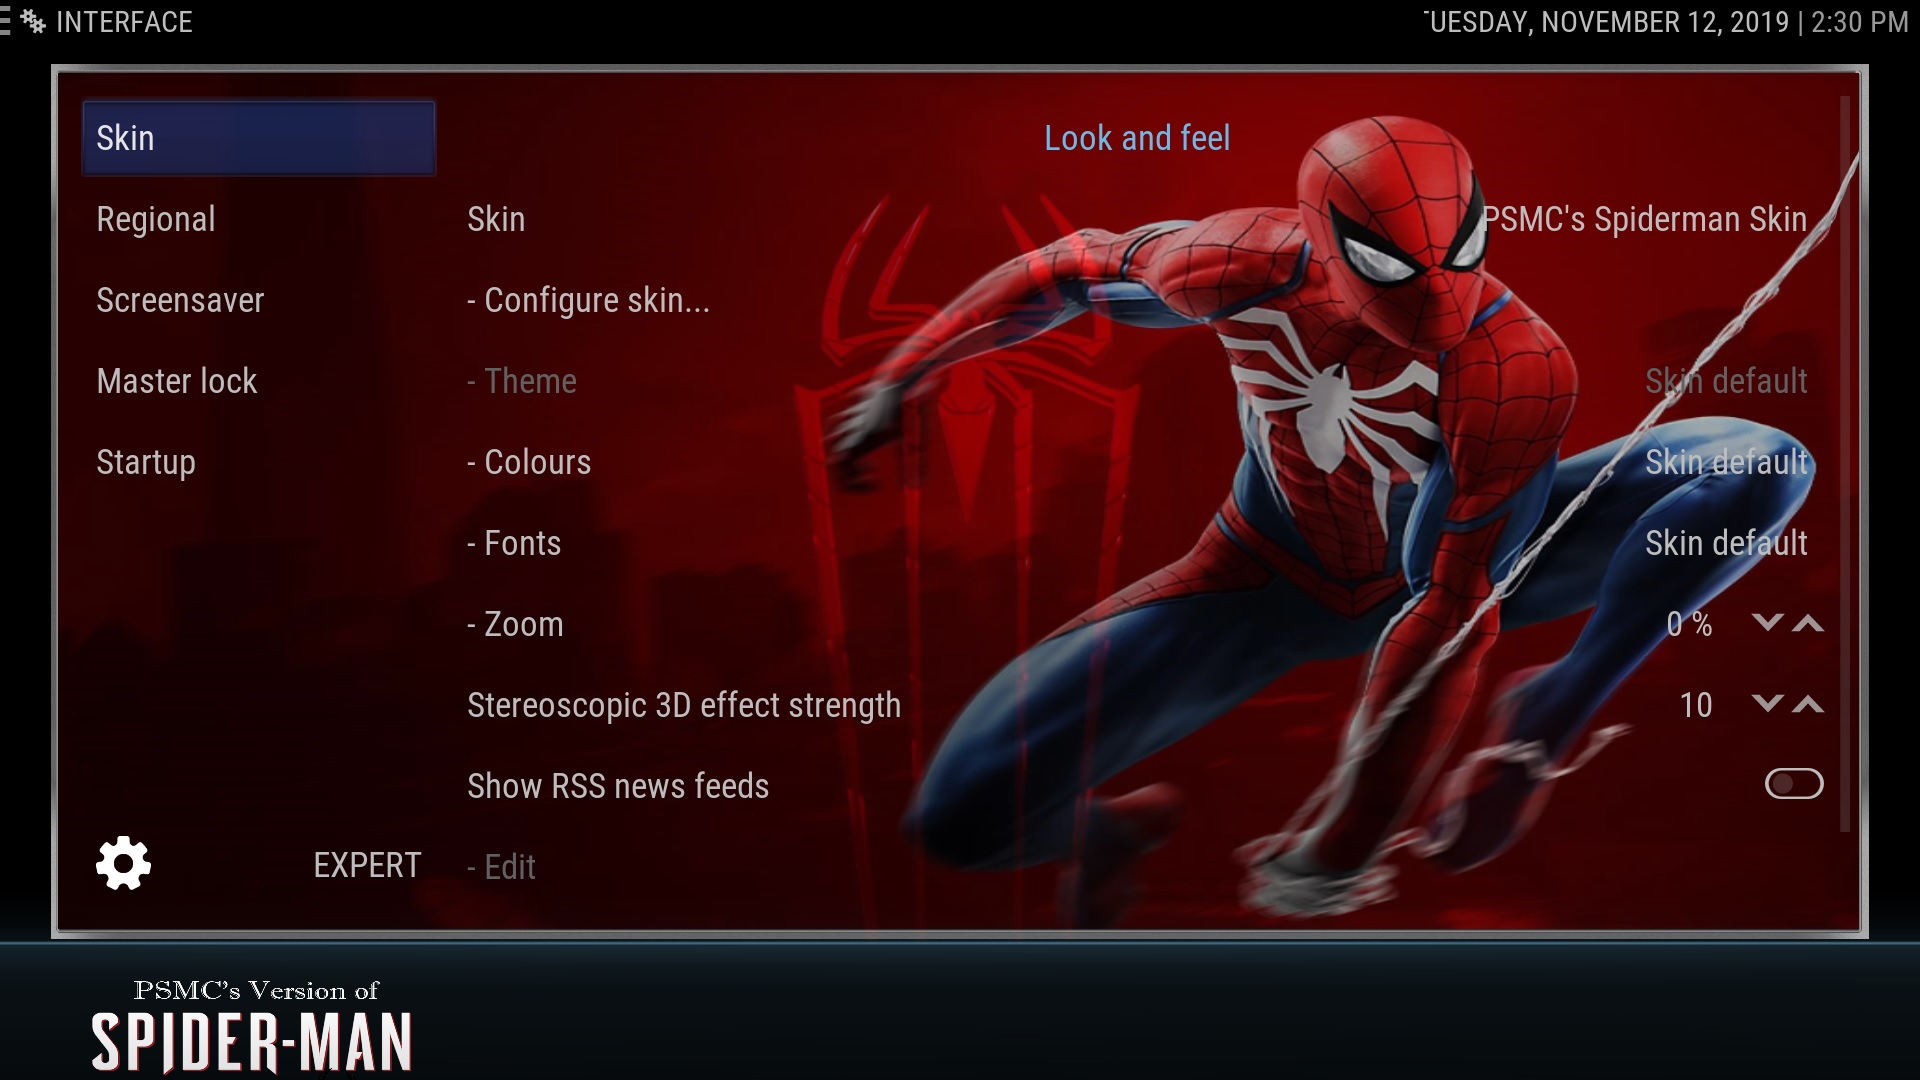 INTERFACE
TUESDAY, NOVEMBER 12, 2019 | 2:30 PM
Skin
Regional
Screensaver
Master lock
Startup
EXPERT
Look and feel
Skin PSMC's Spiderman Skin
- Configure skin...
- Theme Skin default
- Colours Skin default
- Fonts Skin default
- Zoom 0 %
Stereoscopic 3D effect strength 10
Show RSS news feeds
- Edit
PSMC's Version of
SPIDER-MAN